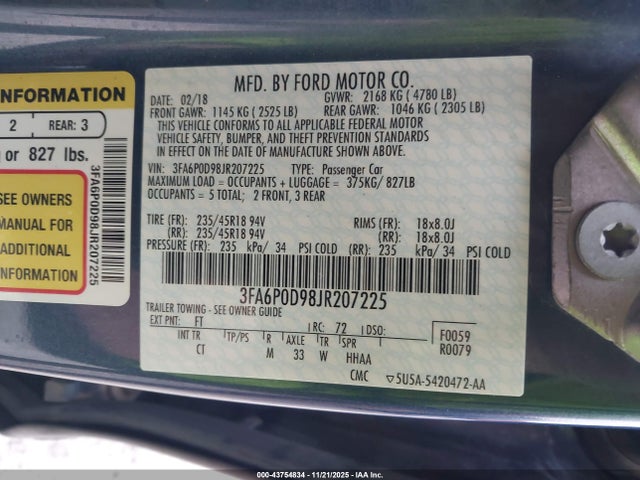 INFORMATION
2 REAR: 3
or 827 lbs.
SEE OWNERS
MANUAL FOR
ADDITIONAL
INFORMATION
3FA6P0D98JR207225
MFD. BY FORD MOTOR CO.
DATE: 02/18 GVWR: 2168 KG ( 4780 LB)
FRONT GAWR: 1145 KG ( 2525 LB) REAR GAWR: 1046 KG ( 2305 LB)
THIS VEHICLE CONFORMS TO ALL APPLICABLE FEDERAL MOTOR
VEHICLE SAFETY, BUMPER, AND THEFT PREVENTION STANDARDS
IN EFFECT ON THE DATE OF MANUFACTURE SHOWN ABOVE.
VIN: 3FA6P0D98JR207225 TYPE: Passenger Car
MAXIMUM LOAD = OCCUPANTS + LUGGAGE = 375KG/ 827LB
OCCUPANTS = 5 TOTAL; 2 FRONT, 3 REAR
TIRE (FR): 235/45R18 94V RIMS (FR): 18x8.0J
(RR): 235/45R18 94V (RR): 18x8.0J
PRESSURE (FR): 235 kPa/ 34 PSI COLD (RR): 235 kPa/ 34 PSI COLD
3FA6P0D98JR207225
TRAILER TOWING - SEE OWNER GUIDE
EXT PNT: FT RC: 72 DSO: F0059
INT TR TP/PS R AXLE TR SPR R0079
CT M 33 W HHAA
CMC 5U5A-5420472-AA
000-43754834 - 11/21/2025 - IAA Inc.